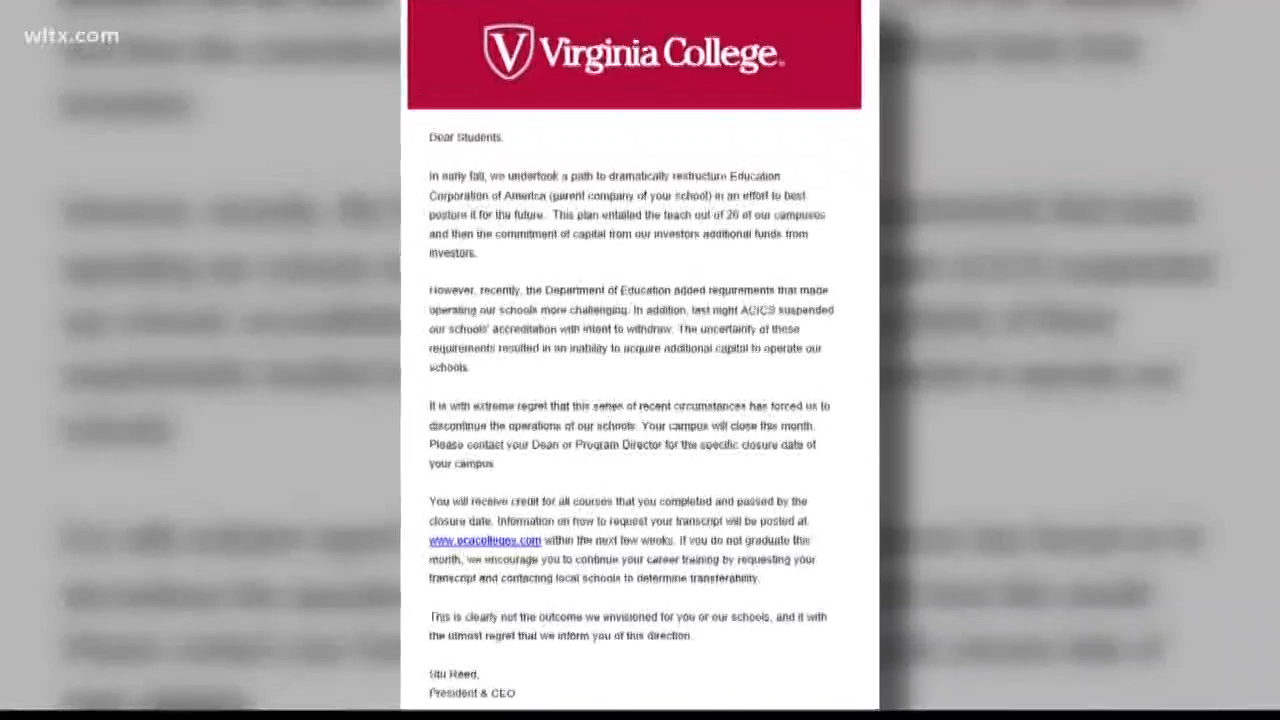 wltx.com
Virginia College
Dear Students,
In early fall, we undertook a path to dramatically restructure Education
Corporation of America (parent company of your school) in an effort to best
posture it for the future. This plan entailed the teach out of 26 of our campuses
and then the commitment of capital from our investors additional funds from
investors.
However, recently, the Department of Education added requirements that made
operating our schools more challenging. In addition, last night ACICS suspended
our schools' accreditation with intent to withdraw. The uncertainty of these
requirements resulted in an inability to acquire additional capital to operate our
schools.
It is with extreme regret that this series of recent circumstances has forced us to
discontinue the operations of our schools. Your campus will close this month.
Please contact your Dean or Program Director for the specific closure date of
your campus.
You will receive credit for all courses that you completed and passed by the
closure date. Information on how to request your transcript will be posted at
www.ecacolleges.com within the next few weeks. If you do not graduate this
month, we encourage you to continue your career training by requesting your
transcript and contacting local schools to determine transferability.
This is clearly not the outcome we envisioned for you or our schools, and it with
the utmost regret that we inform you of this direction.
Stu Reed,
President & CEO